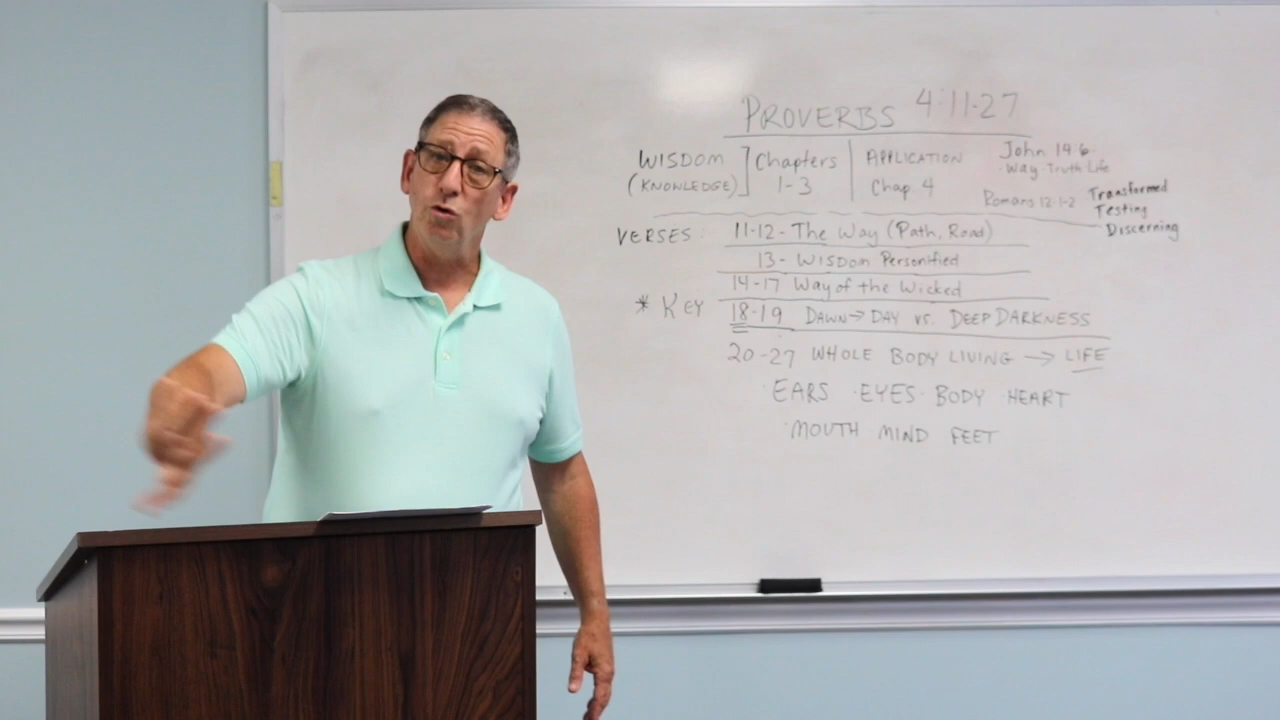 PROVERBS 4:11-27
WISDOM
(KNOWLEDGE)]
Chapters
1-3
APPLICATION
Chap. 4
John 14:6
·Way·Truth·Life
Romans 12:1-2
Transformed
Testing
Discerning
VERSES:
11-12 - The Way (Path, Road)
13 - WISDOM Personified
14-17 Way of the Wicked
* KEY
18-19 DAWN→DAY vs. DEEP DARKNESS
20-27 WHOLE BODY LIVING → LIFE
·EARS ·EYES·BODY·HEART
·MOUTH·MIND FEET